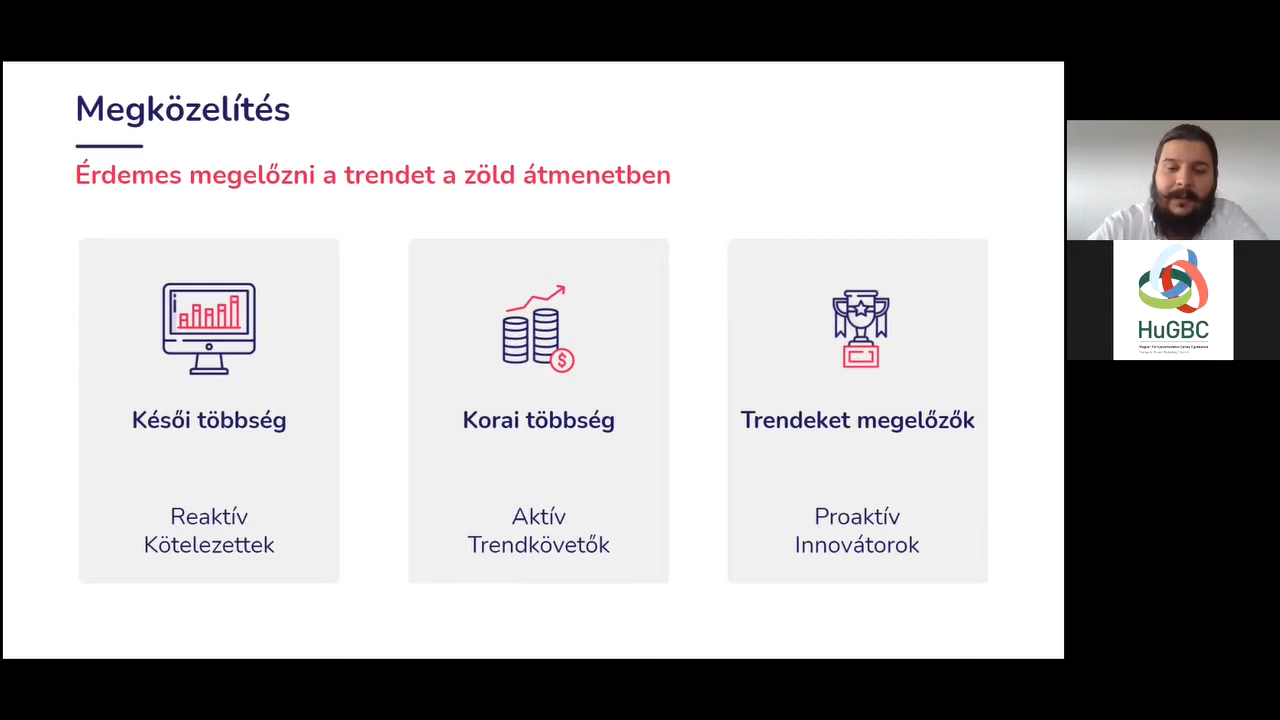 Megközelítés
Érdemes megelőzni a trendet a zöld átmenetben
Késői többség
Korai többség
Trendeket megelőzők
Reaktív
Kötelezettek
Aktív
Trendkövetők
Proaktív
Innovátorok
$
HuGBC